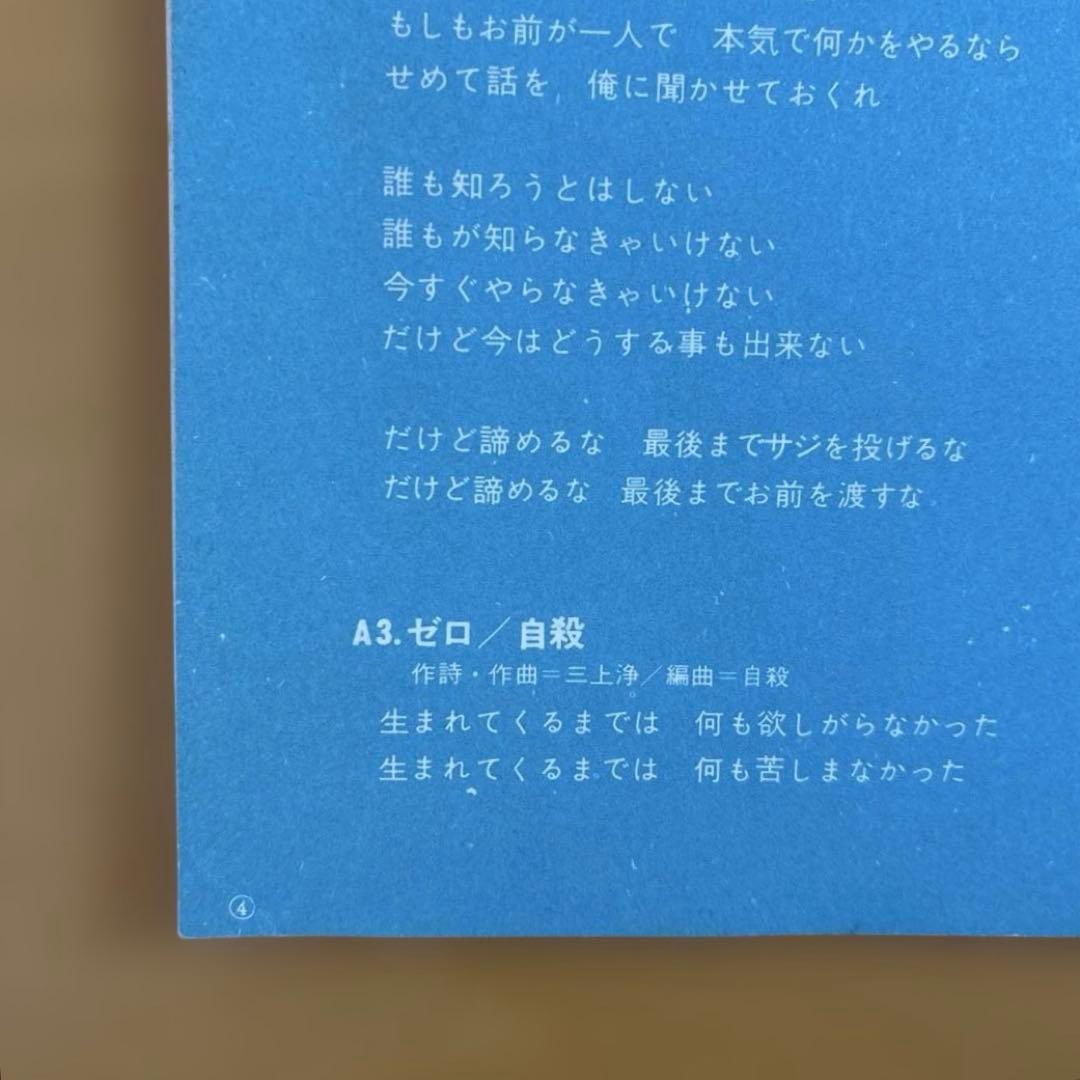 もしもお前が一人で　本気で何かをやるなら
せめて話を　俺に聞かせておくれ
誰も知ろうとはしない
誰もが知らなきゃいけない
今すぐやらなきゃいけない
だけど今はどうする事も出来ない
だけど諦めるな　最後までサジを投げるな
だけど諦めるな　最後までお前を渡すな
A3.ゼロ／自殺
作詩・作曲＝三上浄／編曲＝自殺
生まれてくるまでは　何も欲しがらなかった
生まれてくるまでは　何も苦しまなかった
④